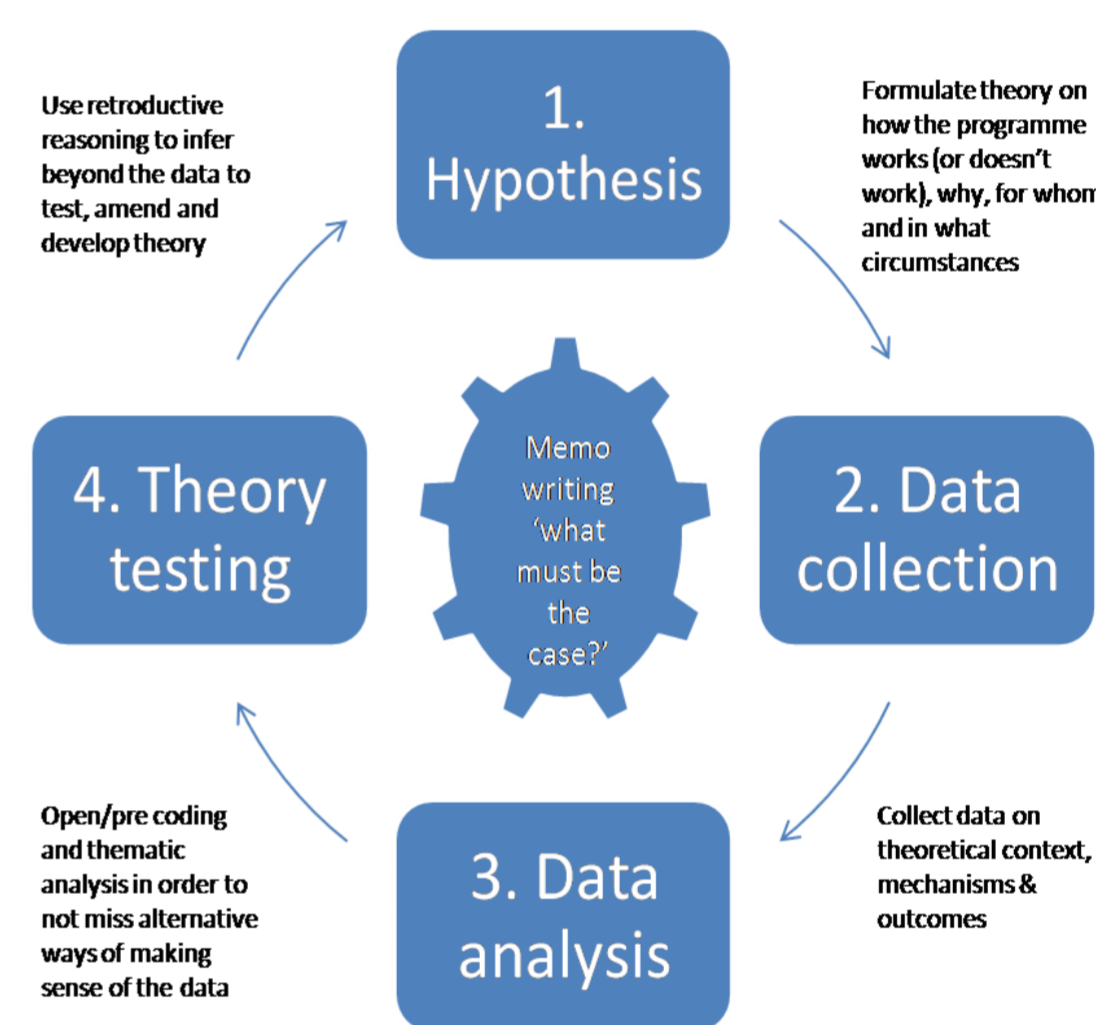 1.
Hypothesis
Formulate theory on
how the programme
works (or doesn't
work), why, for whom
and in what
circumstances
2. Data
collection
Collect data on
theoretical context,
mechanisms &
outcomes
3. Data
analysis
Open/pre coding
and thematic
analysis in order to
not miss alternative
ways of making
sense of the data
4. Theory
testing
Use retroductive
reasoning to infer
beyond the data to
test, amend and
develop theory
Memo
writing
‘what
must be
the
case?’